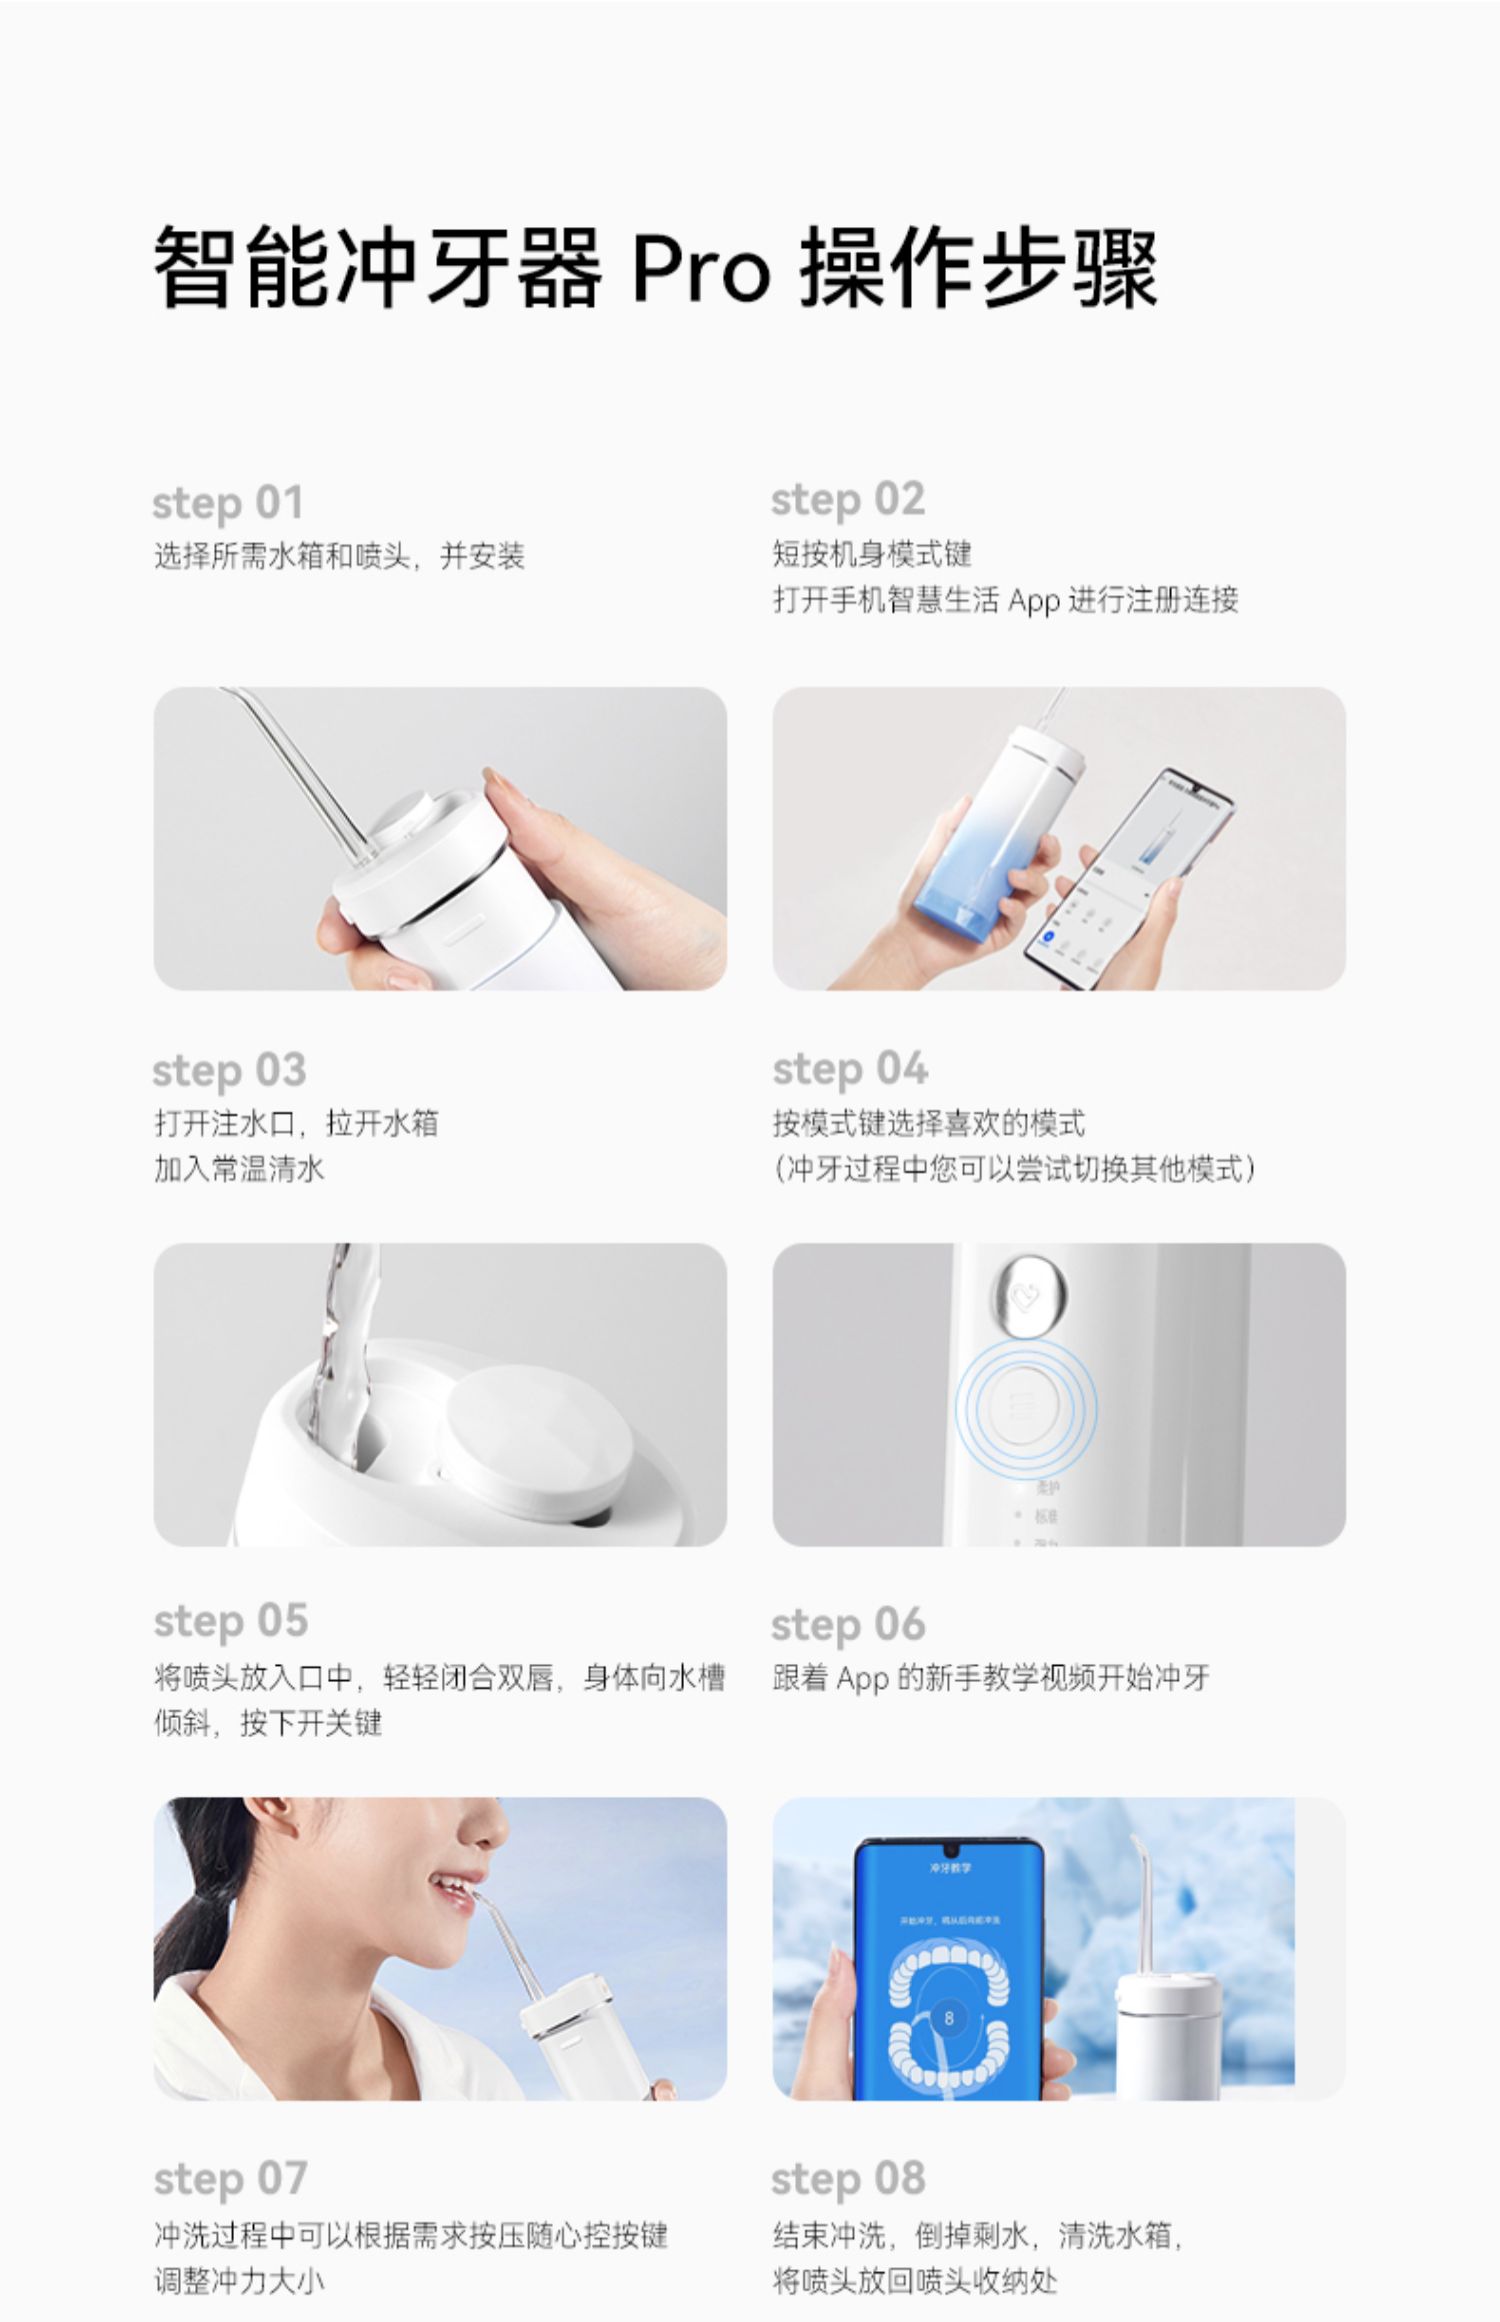 智能冲牙器 Pro 操作步骤
step 01
选择所需水箱和喷头，并安装
step 02
短按机身模式键
打开手机智慧生活 App 进行注册连接
step 03
打开注水口，拉开水箱
加入常温清水
step 04
按模式键选择喜欢的模式
（冲牙过程中您可以尝试切换其他模式）
柔护
标准
step 05
将喷头放入口中，轻轻闭合双唇，身体向水槽
倾斜，按下开关键
step 06
跟着 App 的新手教学视频开始冲牙
冲牙教学
8
step 07
冲洗过程中可以根据需求按压随心控按键
调整冲力大小
step 08
结束冲洗，倒掉剩水，清洗水箱，
将喷头放回喷头收纳处